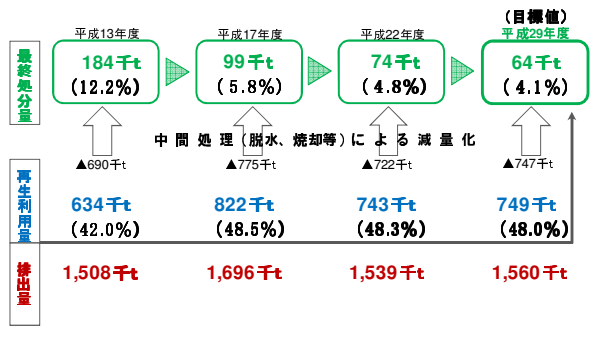 (目標値)
平成13年度
平成17年度
平成22年度
平成29年度
最終処分量
184千t
(12.2%)
99千t
(5.8%)
74千t
(4.8%)
64千t
(4.1%)
中間処理(脱水、焼却等)による減量化
▲690千t
▲775千t
▲722千t
▲747千t
再生利用量
634千t
(42.0%)
822千t
(48.5%)
743千t
(48.3%)
749千t
(48.0%)
排出量
1,508千t
1,696千t
1,539千t
1,560千t